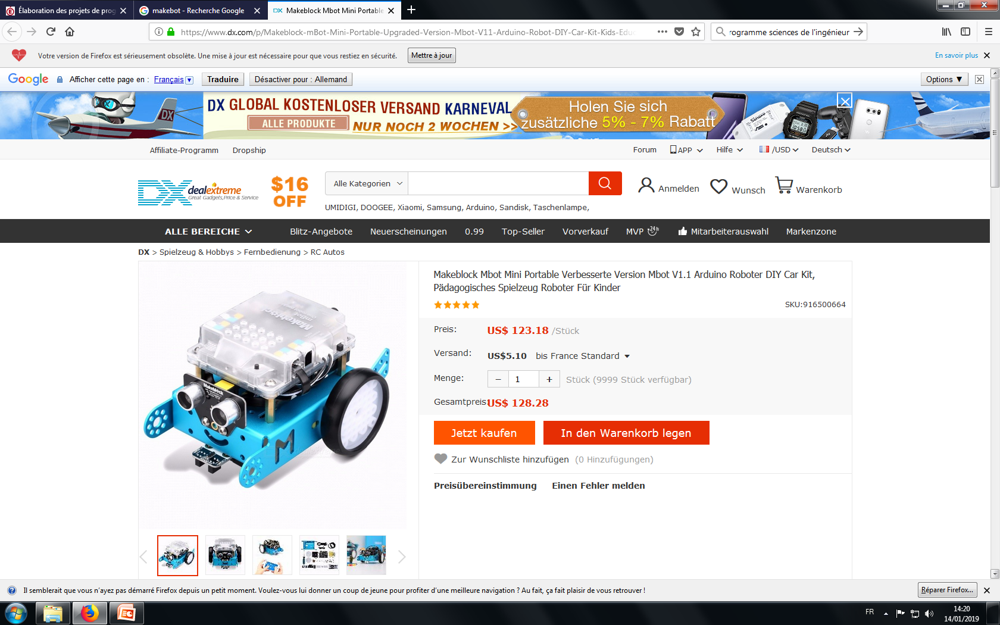 Élaboration des projets de prog
makebot - Recherche Google
Makeblock Mbot Mini Portable
https://www.dx.com/p/Makeblock-mBot-Mini-Portable-Upgraded-Version-Mbot-V11-Arduino-Robot-DIY-Car-Kit-Kids-Educ
rogramme sciences de l'ingénieur
Votre version de Firefox est sérieusement obsolète. Une mise à jour est nécessaire pour que vous restiez en sécurité.
Mettre à jour
En savoir plus
Google
Afficher cette page en :
Français
Traduire
Désactiver pour : Allemand
Options ▼
DX
DX GLOBAL KOSTENLOSER VERSAND KARNEVAL
ALLE PRODUKTE
NUR NOCH 2 WOCHEN >>
Holen Sie sich
zusätzliche 5% - 7% Rabatt
Affiliate-Programm
Dropship
Forum
APP
Hilfe
/USD
Deutsch
DX dealextreme
Great Gadgets,Price & Service
$16
OFF
Alle Kategorien
Anmelden
Wunsch
Warenkorb
UMIDIGI, DOOGEE, Xiaomi, Samsung, Arduino, Sandisk, Taschenlampe,
ALLE BEREICHE
Blitz-Angebote
Neuerscheinungen
0.99
Top-Seller
Vorverkauf
MVP 24h
Mitarbeiterauswahl
Markenzone
DX > Spielzeug & Hobbys > Fernbedienung > RC Autos
Makeblock Mbot Mini Portable Verbesserte Version Mbot V1.1 Arduino Roboter DIY Car Kit,
Pädagogisches Spielzeug Roboter Für Kinder
SKU:916500664
Preis:
US$ 123.18 /Stück
Versand:
US$5.10
bis France Standard
Menge:
− 1 +
Stück (9999 Stück verfügbar)
Gesamtpreis:
US$ 128.28
Jetzt kaufen
In den Warenkorb legen
Zur Wunschliste hinzufügen (0 Hinzufügungen)
Preisübereinstimmung
Einen Fehler melden
Makeblock
Makeblock
M
Il semblerait que vous n'ayez pas démarré Firefox depuis un petit moment. Voulez-vous lui donner un coup de jeune pour profiter d'une meilleure navigation ? Au fait, ça fait plaisir de vous retrouver !
Réparer Firefox...
FR
14:20
14/01/2019